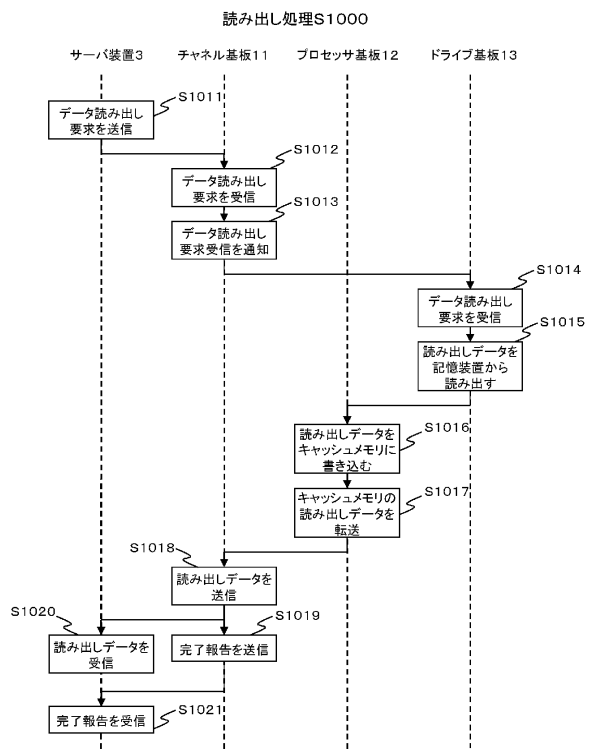 読み出し処理S1000
サーバ装置3
チャネル基板11
プロセッサ基板12
ドライブ基板13
S1011
データ読み出し
要求を送信
S1012
データ読み出し
要求を受信
S1013
データ読み出し
要求受信を通知
S1014
データ読み出し
要求を受信
S1015
読み出しデータを
記憶装置から
読み出す
S1016
読み出しデータを
キャッシュメモリに
書き込む
S1017
キャッシュメモリの
読み出しデータを
転送
S1018
読み出しデータを
送信
S1020
S1019
読み出しデータを
受信
完了報告を送信
S1021
完了報告を受信